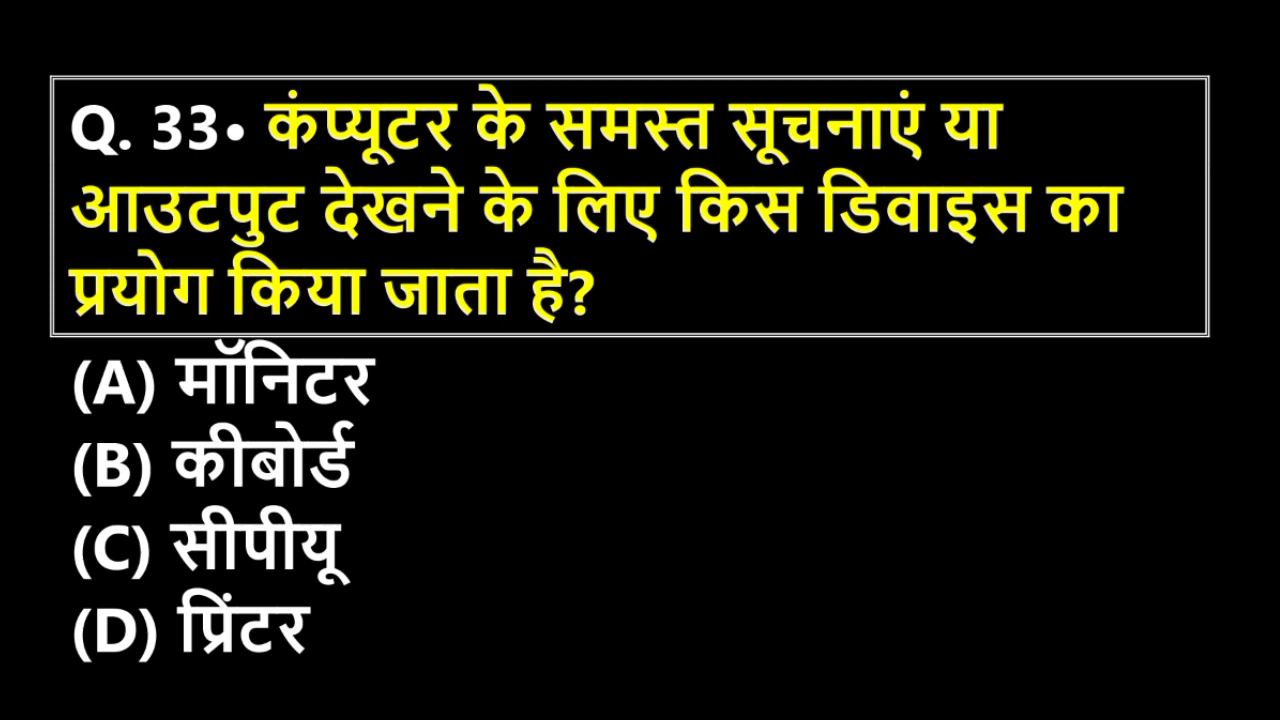 Q. 33• कंप्यूटर के समस्त सूचनाएं या
आउटपुट देखने के लिए किस डिवाइस का
प्रयोग किया जाता है?
(A) मॉनिटर
(B) कीबोर्ड
(C) सीपीयू
(D) प्रिंटर